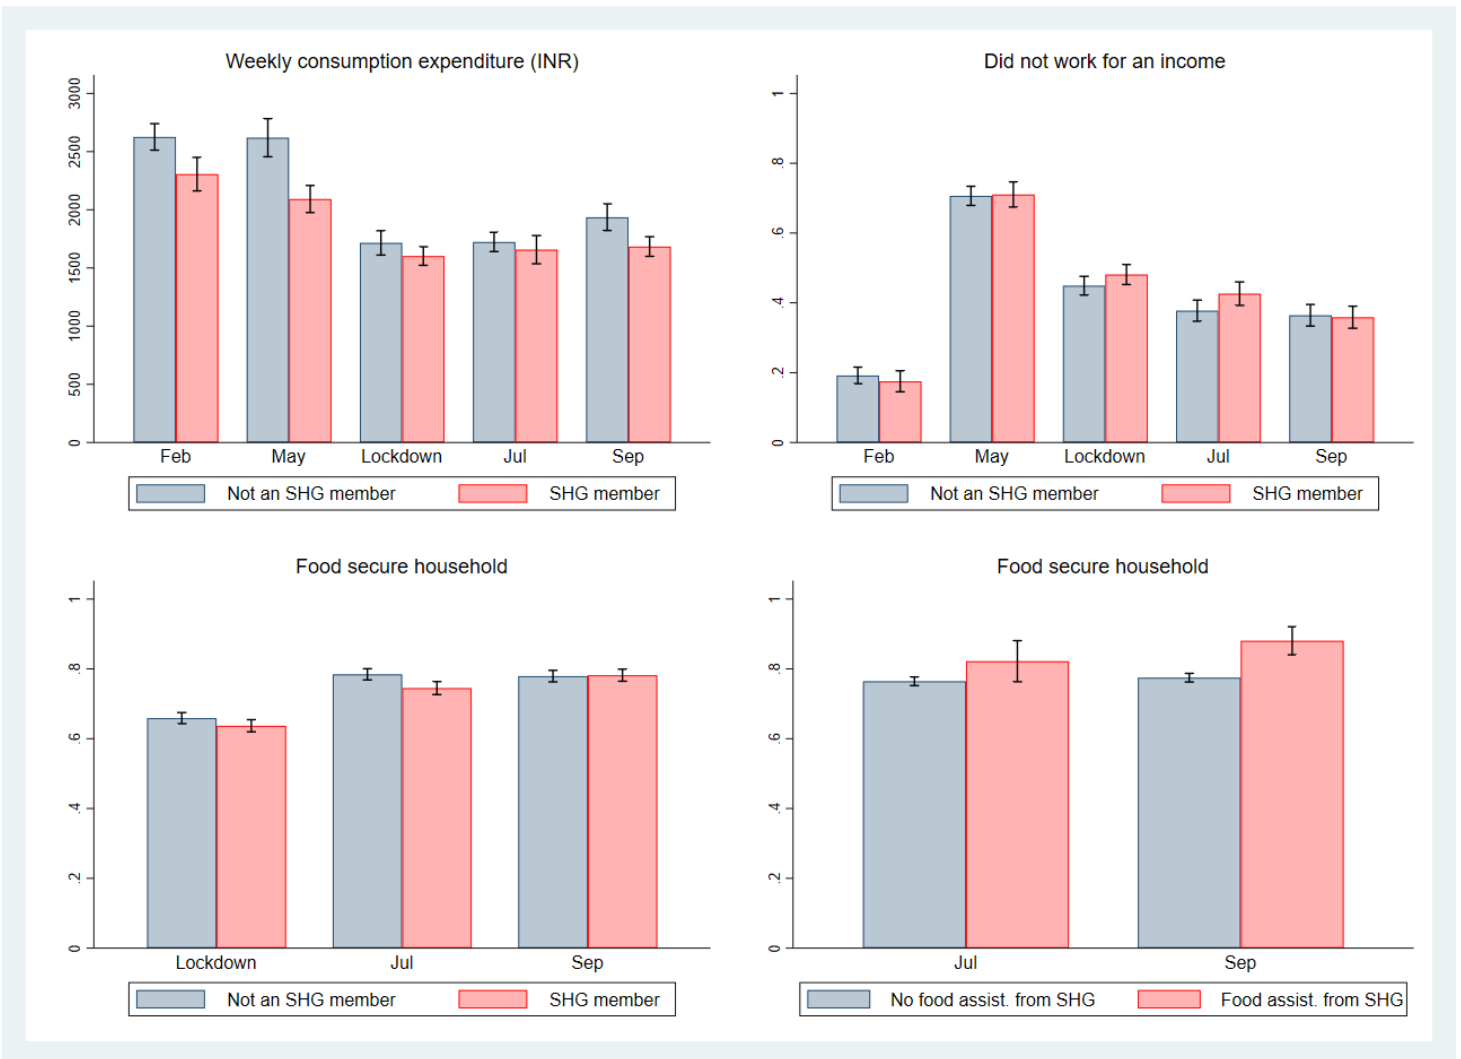 Weekly consumption expenditure (INR)
3000
2500
2000
1500
1000
500
0
Feb May Lockdown Jul Sep
Not an SHG member SHG member
Did not work for an income
1
.8
.6
.4
.2
0
Feb May Lockdown Jul Sep
Not an SHG member SHG member
Food secure household
1
.8
.6
.4
.2
0
Lockdown Jul Sep
Not an SHG member SHG member
Food secure household
1
.8
.6
.4
.2
0
Jul Sep
No food assist. from SHG Food assist. from SHG